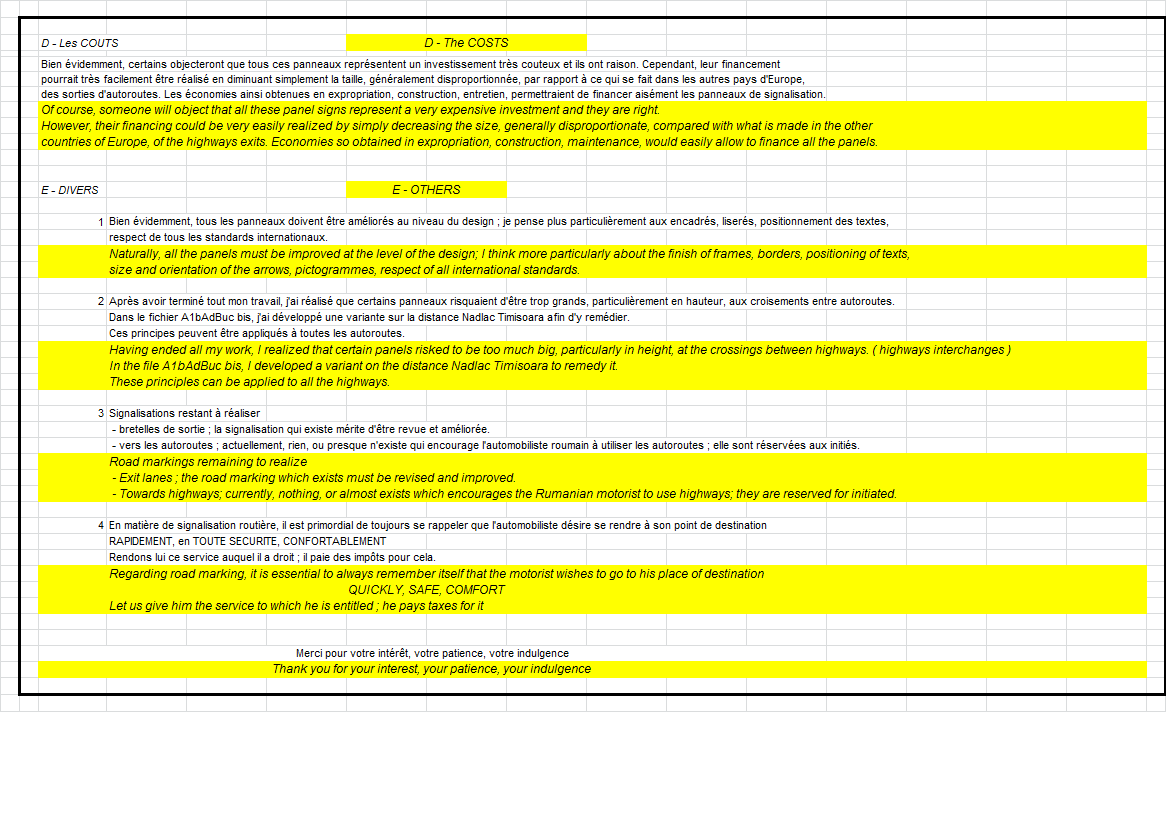 D - Les COUTS D - The COSTS
Bien évidemment, certains objecteront que tous ces panneaux représentent un investissement très couteux et ils ont raison. Cependant, leur financement
pourrait très facilement être réalisé en diminuant simplement la taille, généralement disproportionnée, par rapport à ce qui se fait dans les autres pays d'Europe,
des sorties d'autoroutes. Les économies ainsi obtenues en expropriation, construction, entretien, permettraient de financer aisément les panneaux de signalisation.
Of course, someone will object that all these panel signs represent a very expensive investment and they are right.
However, their financing could be very easily realized by simply decreasing the size, generally disproportionate, compared with what is made in the other
countries of Europe, of the highways exits. Economies so obtained in expropriation, construction, maintenance, would easily allow to finance all the panels.
E - DIVERS E - OTHERS
1 Bien évidemment, tous les panneaux doivent être améliorés au niveau du design ; je pense plus particulièrement aux encadrés, liserés, positionnement des textes,
respect de tous les standards internationaux.
Naturally, all the panels must be improved at the level of the design; I think more particularly about the finish of frames, borders, positioning of texts,
size and orientation of the arrows, pictogrammes, respect of all international standards.
2 Après avoir terminé tout mon travail, j'ai réalisé que certains panneaux risquaient d'être trop grands, particulièrement en hauteur, aux croisements entre autoroutes.
Dans le fichier A1bAdBuc bis, j'ai développé une variante sur la distance Nadlac Timisoara afin d'y remédier.
Ces principes peuvent être appliqués à toutes les autoroutes.
Having ended all my work, I realized that certain panels risked to be too much big, particularly in height, at the crossings between highways. ( highways interchanges )
In the file A1bAdBuc bis, I developed a variant on the distance Nadlac Timisoara to remedy it.
These principles can be applied to all the highways.
3 Signalisations restant à réaliser
- bretelles de sortie ; la signalisation qui existe mérite d'être revue et améliorée.
- vers les autoroutes ; actuellement, rien, ou presque n'existe qui encourage l'automobiliste roumain à utiliser les autoroutes ; elle sont réservées aux initiés.
Road markings remaining to realize
- Exit lanes ; the road marking which exists must be revised and improved.
- Towards highways; currently, nothing, or almost exists which encourages the Rumanian motorist to use highways; they are reserved for initiated.
4 En matière de signalisation routière, il est primordial de toujours se rappeler que l'automobiliste désire se rendre à son point de destination
RAPIDEMENT, en TOUTE SECURITE, CONFORTABLEMENT
Rendons lui ce service auquel il a droit ; il paie des impôts pour cela.
Regarding road marking, it is essential to always remember itself that the motorist wishes to go to his place of destination
QUICKLY, SAFE, COMFORT
Let us give him the service to which he is entitled ; he pays taxes for it
Merci pour votre intérêt, votre patience, votre indulgence
Thank you for your interest, your patience, your indulgence